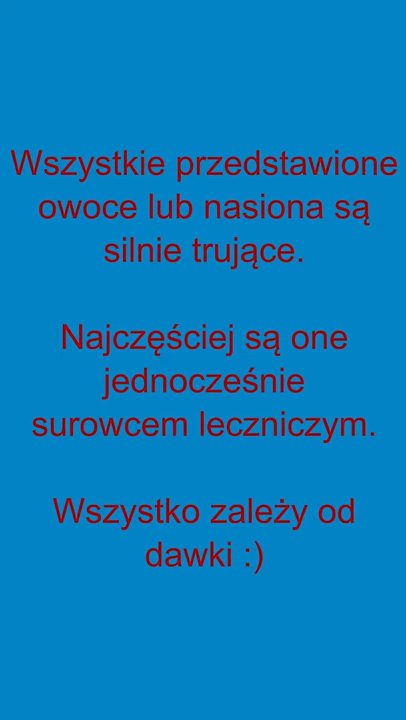 Wszystkie przedstawione
owoce lub nasiona są
silnie trujące.
Najczęściej są one
jednocześnie
surowcem leczniczym.
Wszystko zależy od
dawki :)